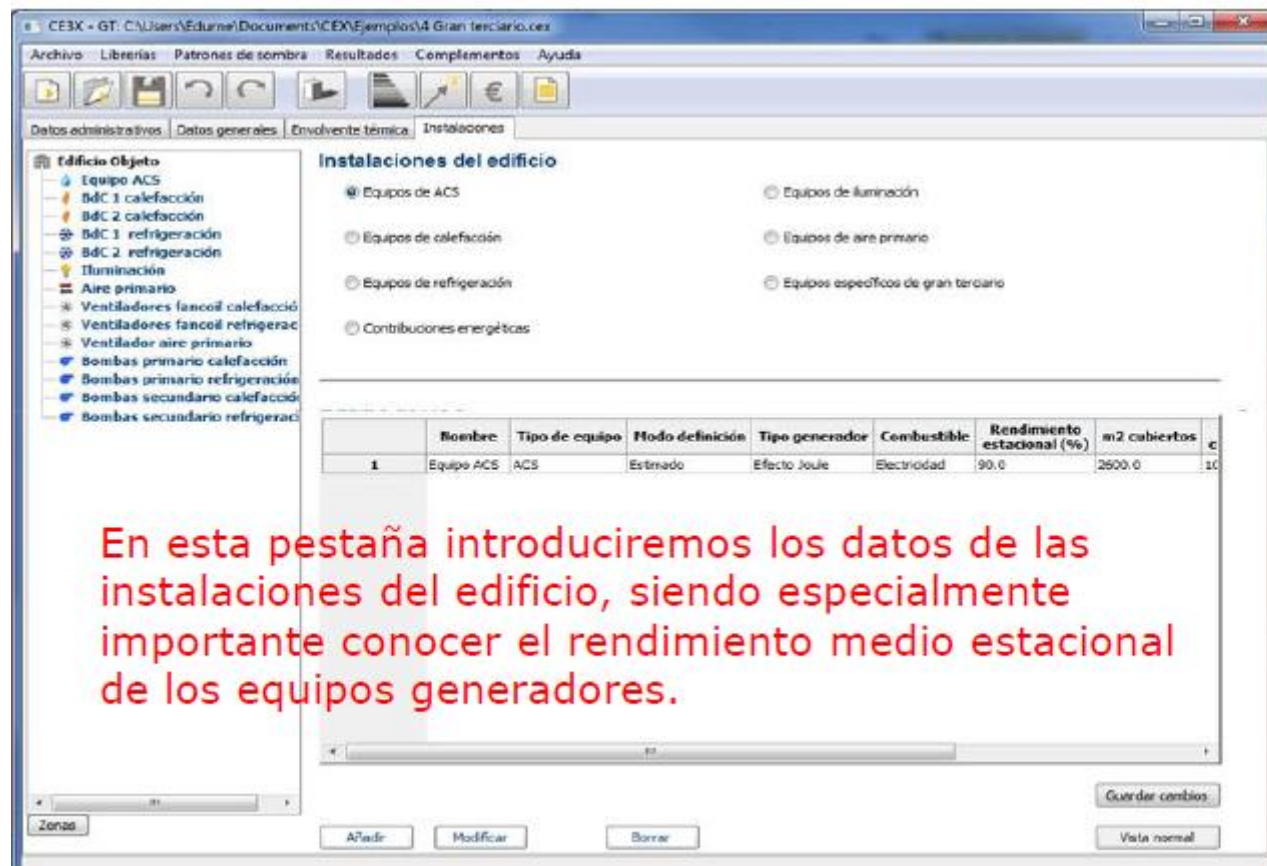 CE3X - GT: C:\Users\Edurne\Documents\CEX\Ejemplos\4 Gran terciario.cex
Archivo Librerías Patrones de sombra Resultados Complementos Ayuda
€
Datos administrativos Datos generales Envolvente térmica Instalaciones
Edificio Objeto
Equipo ACS
BdC 1 calefacción
BdC 2 calefacción
BdC 1 refrigeración
BdC 2 refrigeración
Iluminación
Aire primario
Ventiladores fancoil calefacció
Ventiladores fancoil refrigerac
Ventilador aire primario
Bombas primario calefacción
Bombas primario refrigeración
Bombas secundario calefacció
Bombas secundario refrigeraci
Zonas
Instalaciones del edificio
Equipos de ACS
Equipos de iluminación
Equipos de calefacción
Equipos de aire primario
Equipos de refrigeración
Equipos específicos de gran terciario
Contribuciones energéticas
Nombre Tipo de equipo Modo definición Tipo generador Combustible Rendimiento estacional (%) m2 cubiertos c
1 Equipo ACS ACS Estimado Efecto Joule Electricidad 90.0 2600.0 10
En esta pestaña introduciremos los datos de las
instalaciones del edificio, siendo especialmente
importante conocer el rendimiento medio estacional
de los equipos generadores.
Guardar cambios
Añadir Modificar Borrar Vista normal